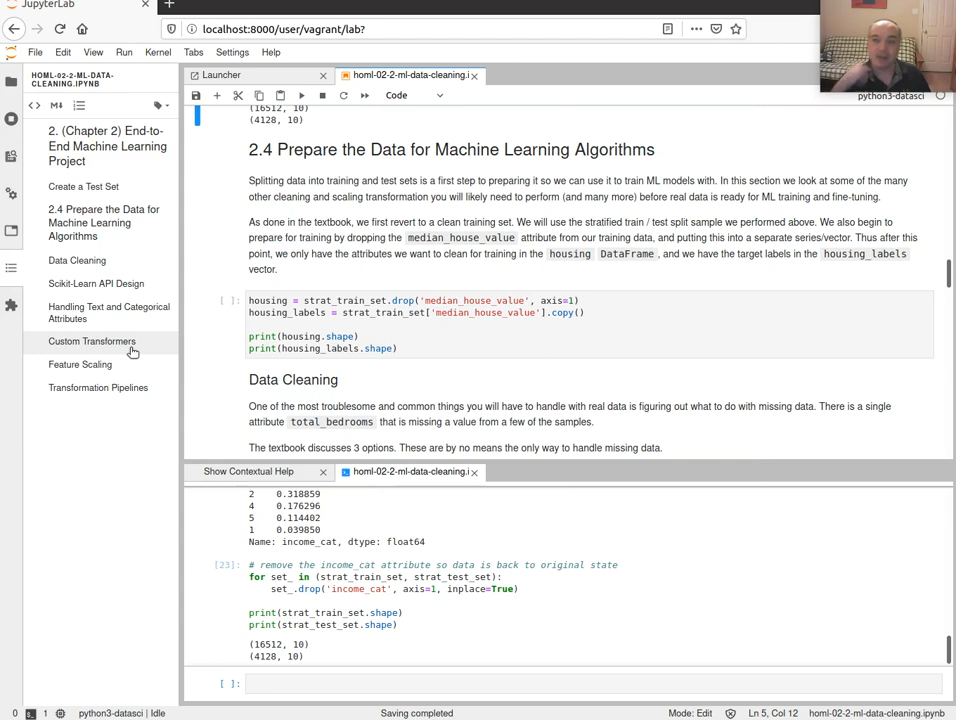 JupyterLab
localhost:8000/user/vagrant/lab?
File Edit View Run Kernel Tabs Settings Help
HOML-02-2-ML-DATA-
CLEANING.IPYNB
2. (Chapter 2) End-to-
End Machine Learning
Project
Create a Test Set
2.4 Prepare the Data for
Machine Learning
Algorithms
Data Cleaning
Scikit-Learn API Design
Handling Text and Categorical
Attributes
Custom Transformers
Feature Scaling
Transformation Pipelines
Launcher
homl-02-2-ml-data-cleaning.i
Code
python3-datasci
(16512, 10)
(4128, 10)
2.4 Prepare the Data for Machine Learning Algorithms
Splitting data into training and test sets is a first step to preparing it so we can use it to train ML models with. In this section we look at some of the many
other cleaning and scaling transformation you will likely need to perform (and many more) before real data is ready for ML training and fine-tuning.
As done in the textbook, we first revert to a clean training set. We will use the stratified train / test split sample we performed above. We also begin to
prepare for training by dropping the median_house_value attribute from our training data, and putting this into a separate series/vector. Thus after this
point, we only have the attributes we want to clean for training in the housing DataFrame, and we have the target labels in the housing_labels
vector.
[ ]: housing = strat_train_set.drop('median_house_value', axis=1)
housing_labels = strat_train_set['median_house_value'].copy()
print(housing.shape)
print(housing_labels.shape)
Data Cleaning
One of the most troublesome and common things you will have to handle with real data is figuring out what to do with missing data. There is a single
attribute total_bedrooms that is missing a value from a few of the samples.
The textbook discusses 3 options. These are by no means the only way to handle missing data.
Show Contextual Help
homl-02-2-ml-data-cleaning.i
2 0.318859
4 0.176296
5 0.114402
1 0.039850
Name: income_cat, dtype: float64
[23]: # remove the income_cat attribute so data is back to original state
for set_ in (strat_train_set, strat_test_set):
set_.drop('income_cat', axis=1, inplace=True)
print(strat_train_set.shape)
print(strat_test_set.shape)
(16512, 10)
(4128, 10)
[ ]:
0 1 python3-datasci | Idle Saving completed Mode: Edit Ln 5, Col 12 homl-02-2-ml-data-cleaning.ipynb